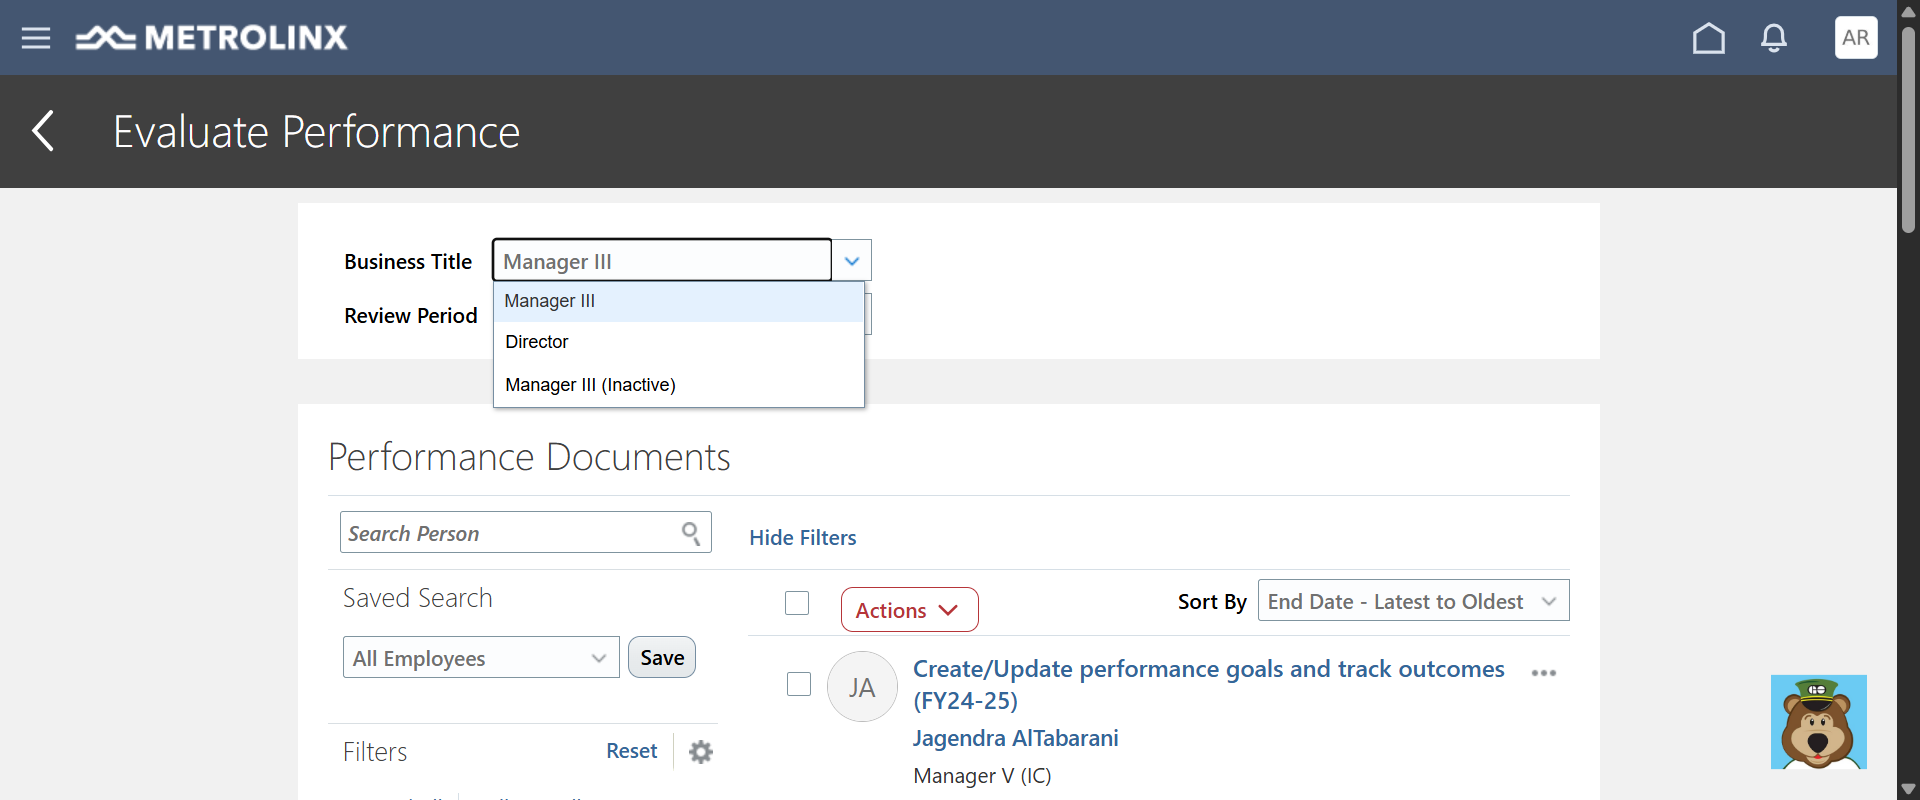 METROLINX
AR
Evaluate Performance
Business Title
Manager III
Manager III
Review Period
Director
Manager III (Inactive)
Performance Documents
Search Person
Hide Filters
Saved Search
Actions
Sort By
End Date - Latest to Oldest
All Employees
Save
JA
Create/Update performance goals and track outcomes
(FY24-25)
Jagendra AlTabarani
Manager V (IC)
Filters
Reset